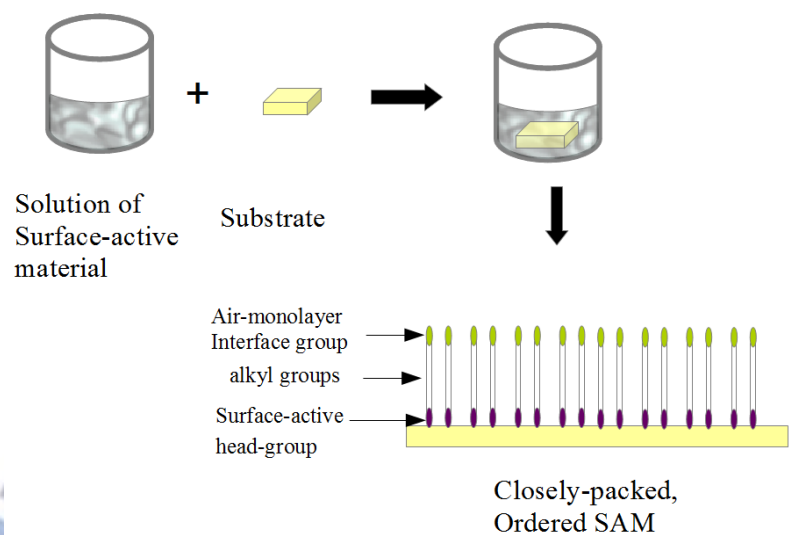 +
Solution of
Surface-active
material
Substrate
Air-monolayer
Interface group
alkyl groups
Surface-active
head-group
Closely-packed,
Ordered SAM